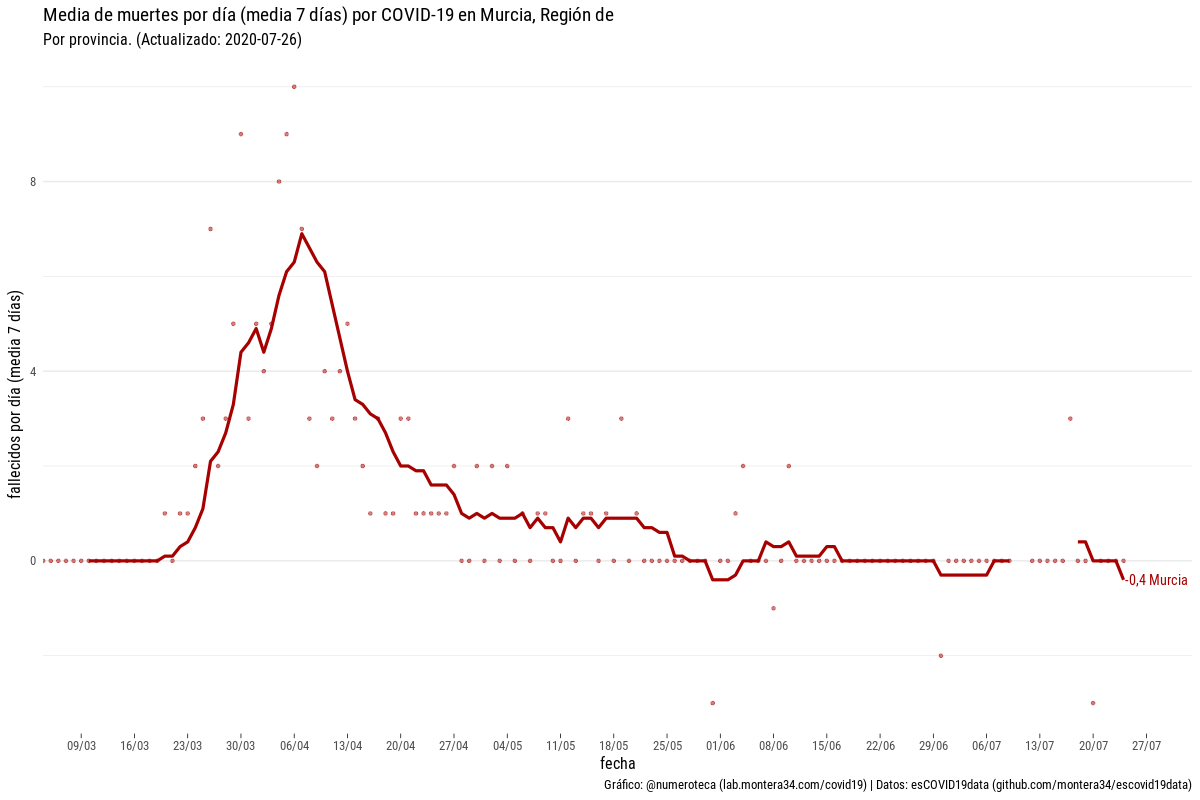 Media de muertes por día (media 7 días) por COVID-19 en Murcia, Región de
Por provincia. (Actualizado: 2020-07-26)
fallecidos por día (media 7 días)
8
4
0
-0,4 Murcia
09/03 16/03 23/03 30/03 06/04 13/04 20/04 27/04 04/05 11/05 18/05 25/05 01/06 08/06 15/06 22/06 29/06 06/07 13/07 20/07 27/07
fecha
Gráfico: @numeroteca (lab.montera34.com/covid19) | Datos: esCOVID19data (github.com/montera34/escovid19data)